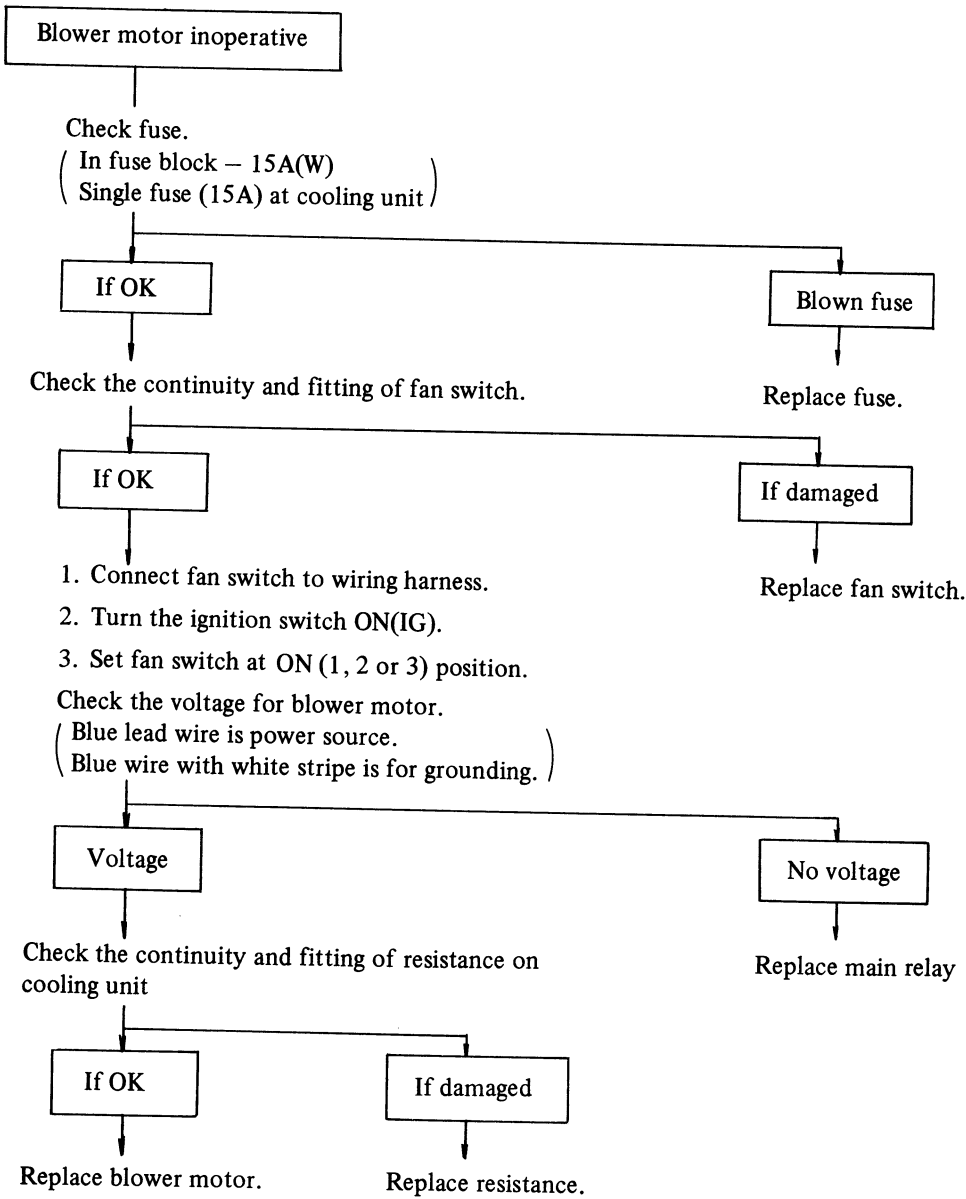 Blower motor inoperative
Check fuse.
In fuse block – 15A(W)
Single fuse (15A) at cooling unit
If OK
Blown fuse
Check the continuity and fitting of fan switch.
Replace fuse.
If OK
If damaged
1. Connect fan switch to wiring harness.
Replace fan switch.
2. Turn the ignition switch ON(IG).
3. Set fan switch at ON (1, 2 or 3) position.
Check the voltage for blower motor.
Blue lead wire is power source.
Blue wire with white stripe is for grounding.
Voltage
No voltage
Check the continuity and fitting of resistance on
cooling unit
Replace main relay
If OK
If damaged
Replace blower motor.
Replace resistance.